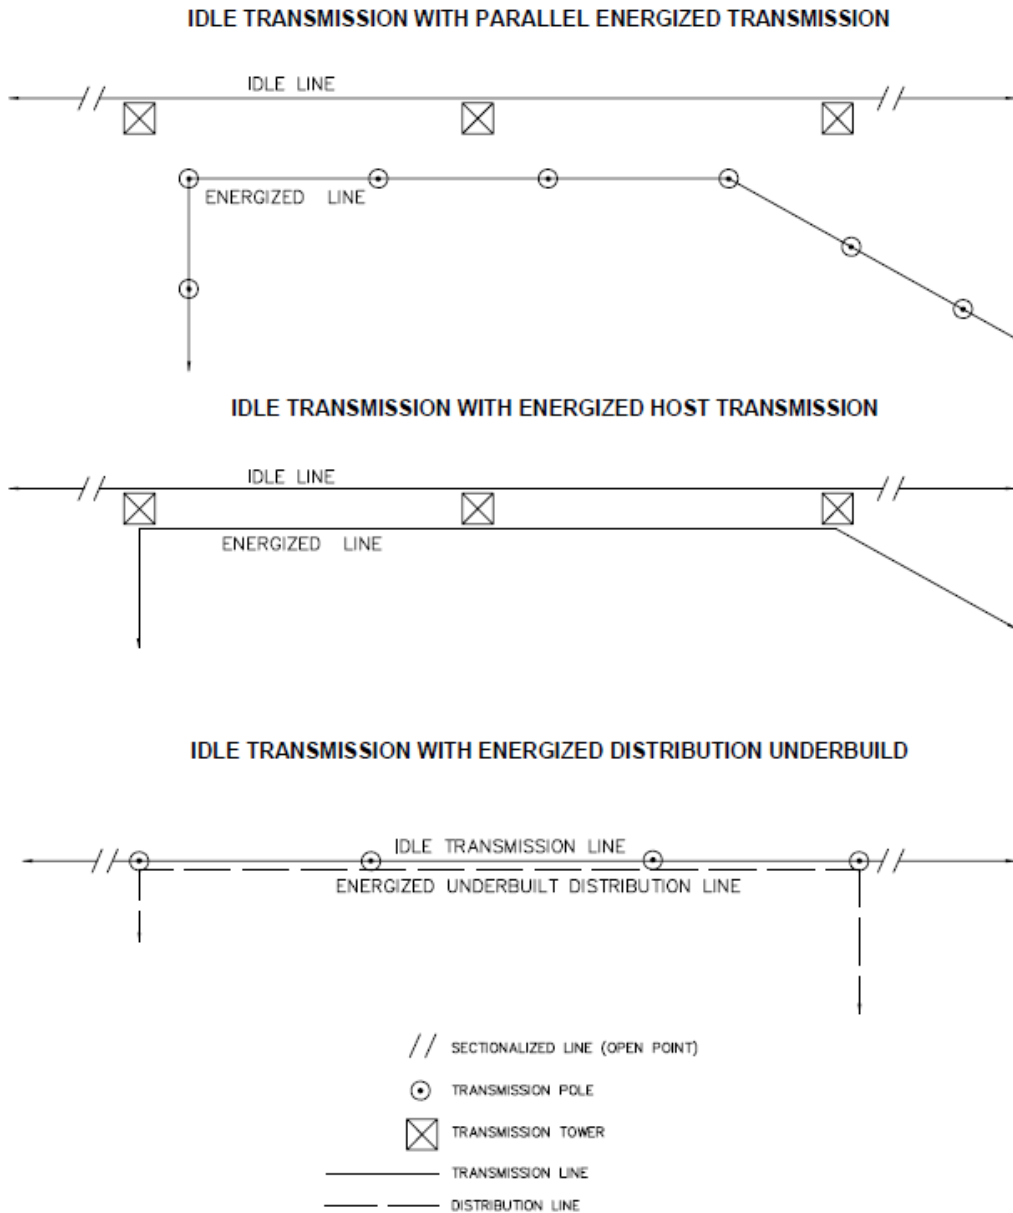 IDLE TRANSMISSION WITH PARALLEL ENERGIZED TRANSMISSION
IDLE LINE
ENERGIZED LINE
IDLE TRANSMISSION WITH ENERGIZED HOST TRANSMISSION
IDLE LINE
ENERGIZED LINE
IDLE TRANSMISSION WITH ENERGIZED DISTRIBUTION UNDERBUILD
IDLE TRANSMISSION LINE
ENERGIZED UNDERBUILT DISTRIBUTION LINE
SECTIONALIZED LINE (OPEN POINT)
TRANSMISSION POLE
TRANSMISSION TOWER
TRANSMISSION LINE
DISTRIBUTION LINE